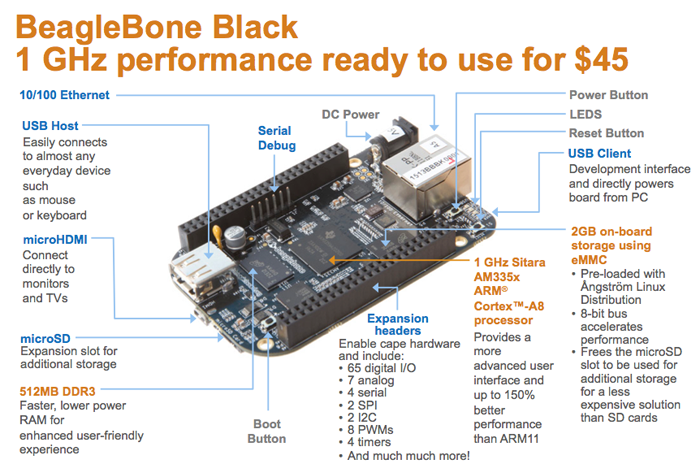 BeagleBone Black
1 GHz performance ready to use for $45
10/100 Ethernet
USB Host
Easily connects
to almost any
everyday device
such
as mouse
or keyboard
microHDMI
Connect
directly to
monitors
and TVs
microSD
Expansion slot for
additional storage
512MB DDR3
Faster, lower power
RAM for
enhanced user-friendly
experience
Serial
Debug
DC Power
Boot
Button
Expansion
headers
Enable cape hardware
and include:
• 65 digital I/O
• 7 analog
• 4 serial
• 2 SPI
• 2 I2C
• 8 PWMs
• 4 timers
• And much much more!
Power Button
LEDS
Reset Button
USB Client
Development interface
and directly powers
board from PC
1 GHz Sitara
AM335x
ARM®
Cortex™-A8
processor
Provides a
more
advanced user
interface and
up to 150%
better
performance
than ARM11
2GB on-board
storage using
eMMC
• Pre-loaded with
Ångström Linux
Distribution
• 8-bit bus
accelerates
performance
• Frees the microSD
slot to be used for
additional storage
for a less
expensive solution
than SD cards